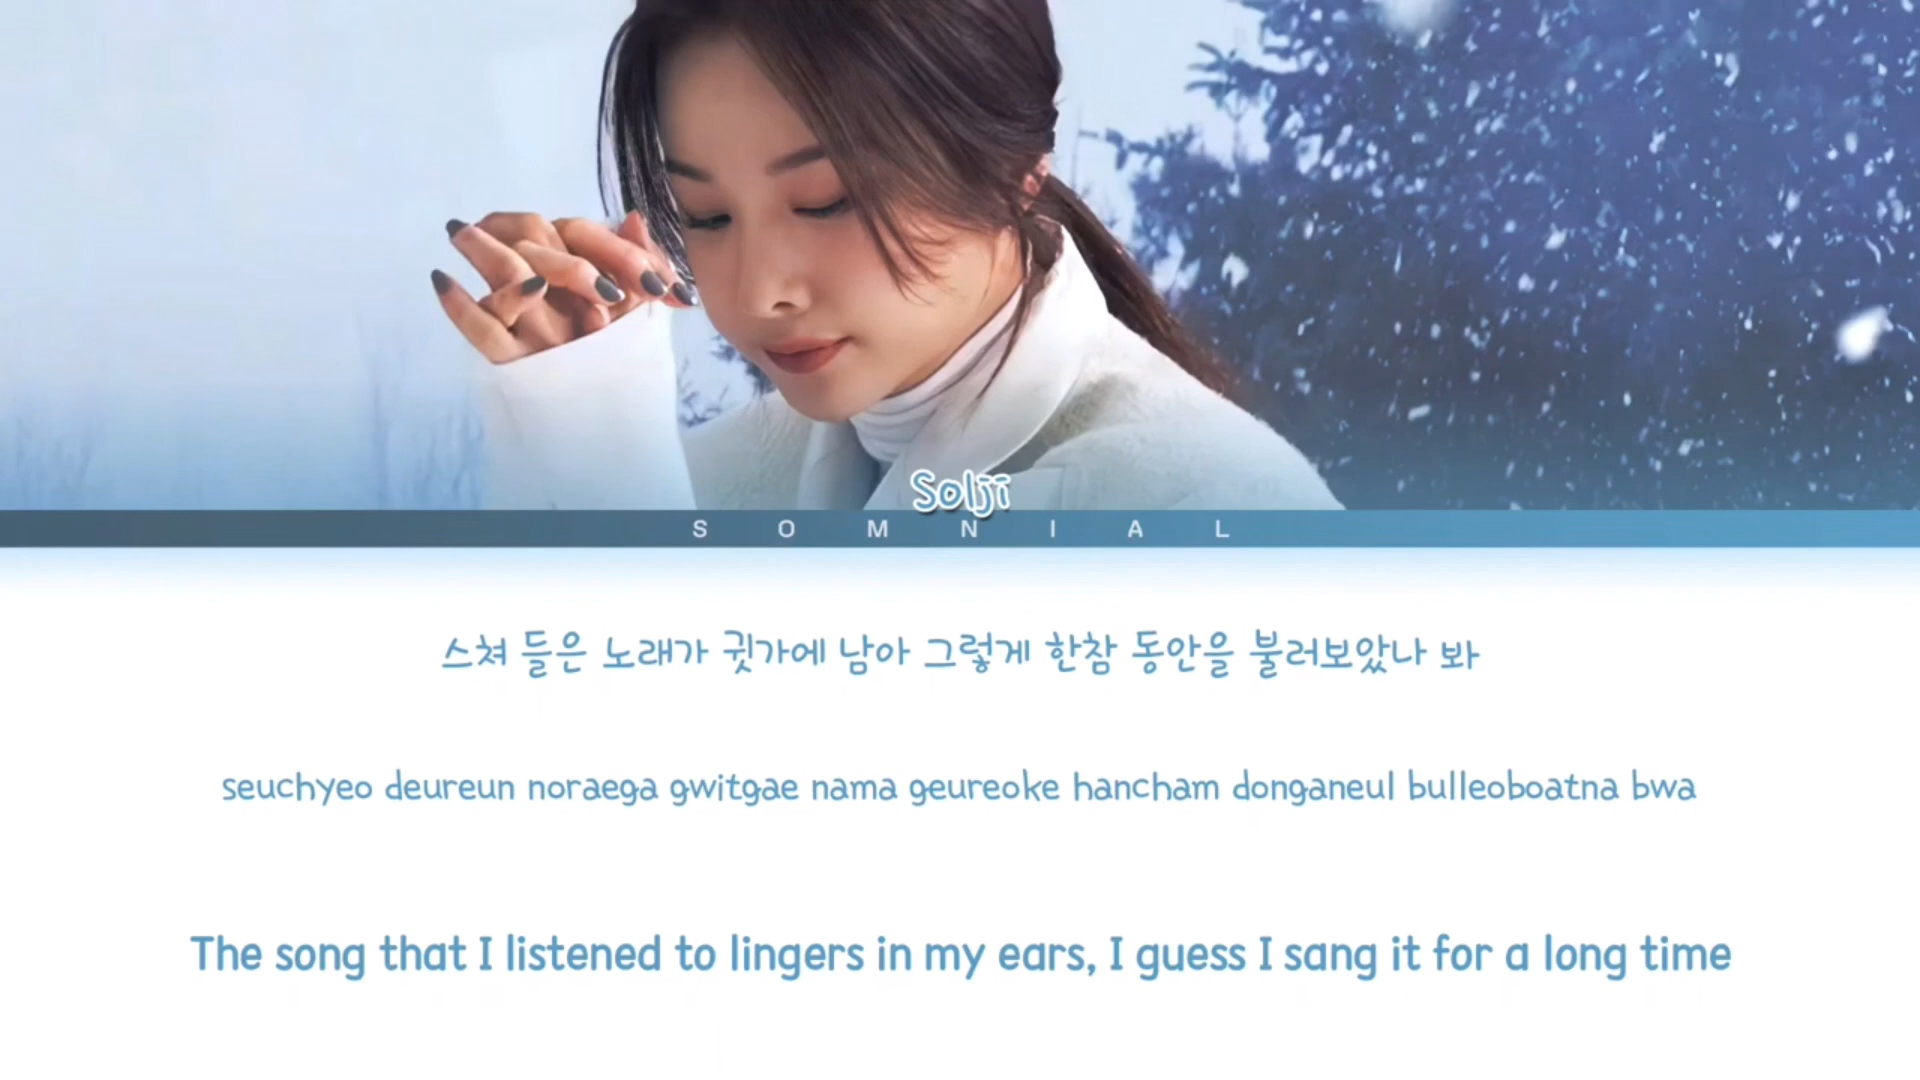 Solji
SOMNIAL
스쳐 들은 노래가 귓가에 남아 그렇게 한참 동안을 불러보았나 봐
seuchyeo deureun noraega gwitgae nama geureoke hancham donganeul bulleoboatna bwa
The song that I listened to lingers in my ears, I guess I sang it for a long time